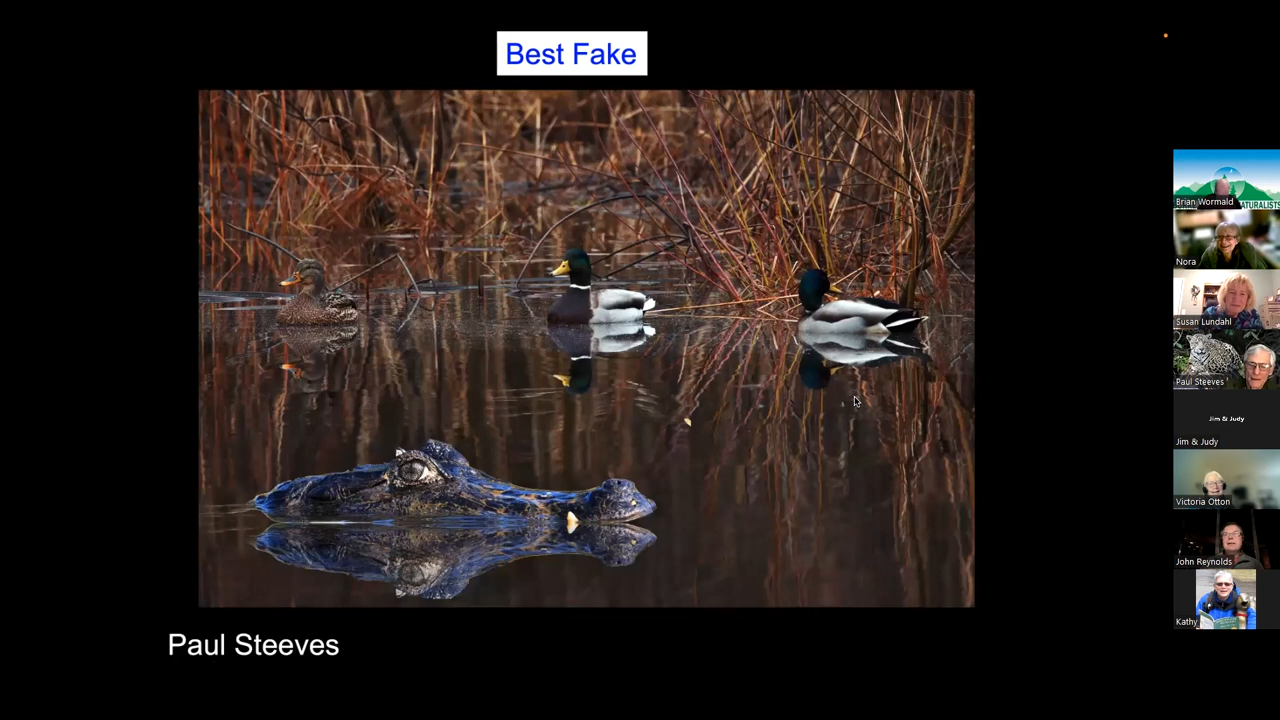 Best Fake
Paul Steeves
NATURALISTS
Brian Wormald
Nora
Susan Lundahl
Paul Steeves
Jim & Judy
Jim & Judy
Victoria Otton
John Reynolds
Kathy